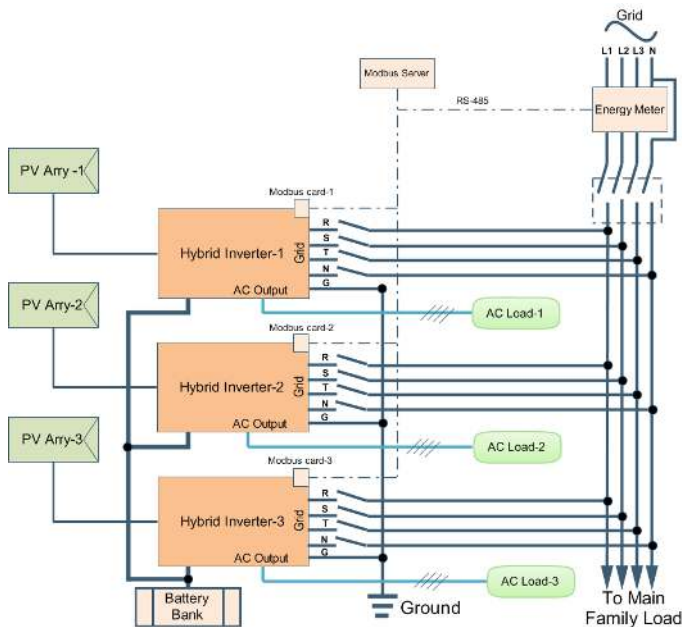 Grid
L1 L2 L3 N
Modbus Server
RS-485
Energy Meter
PV Arry -1
Modbus card-1
Hybrid Inverter-1
Grid
R
S
T
N
G
AC Output
AC Load-1
PV Arry-2
Modbus card-2
Hybrid Inverter-2
Grid
R
S
T
N
G
AC Output
AC Load-2
PV Arry-3
Modbus card-3
Hybrid Inverter-3
Grid
R
S
T
N
G
AC Output
AC Load-3
Battery
Bank
Ground
To Main
Family Load